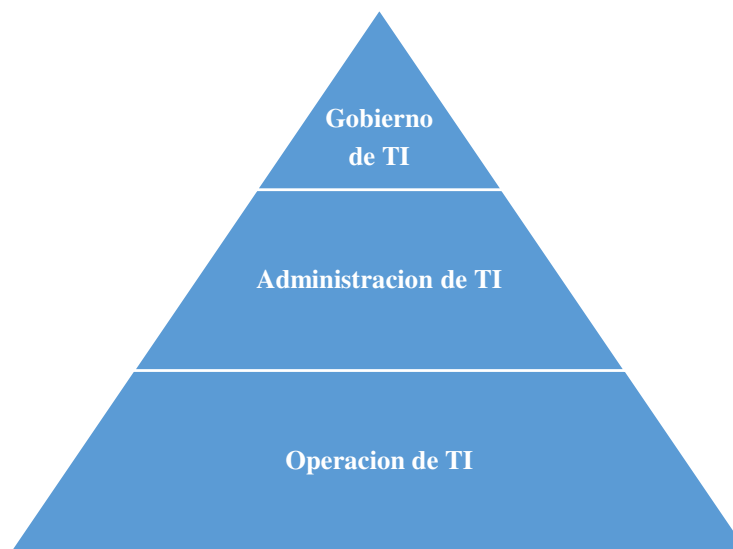 Gobierno
de TI
Administracion de TI
Operacion de TI